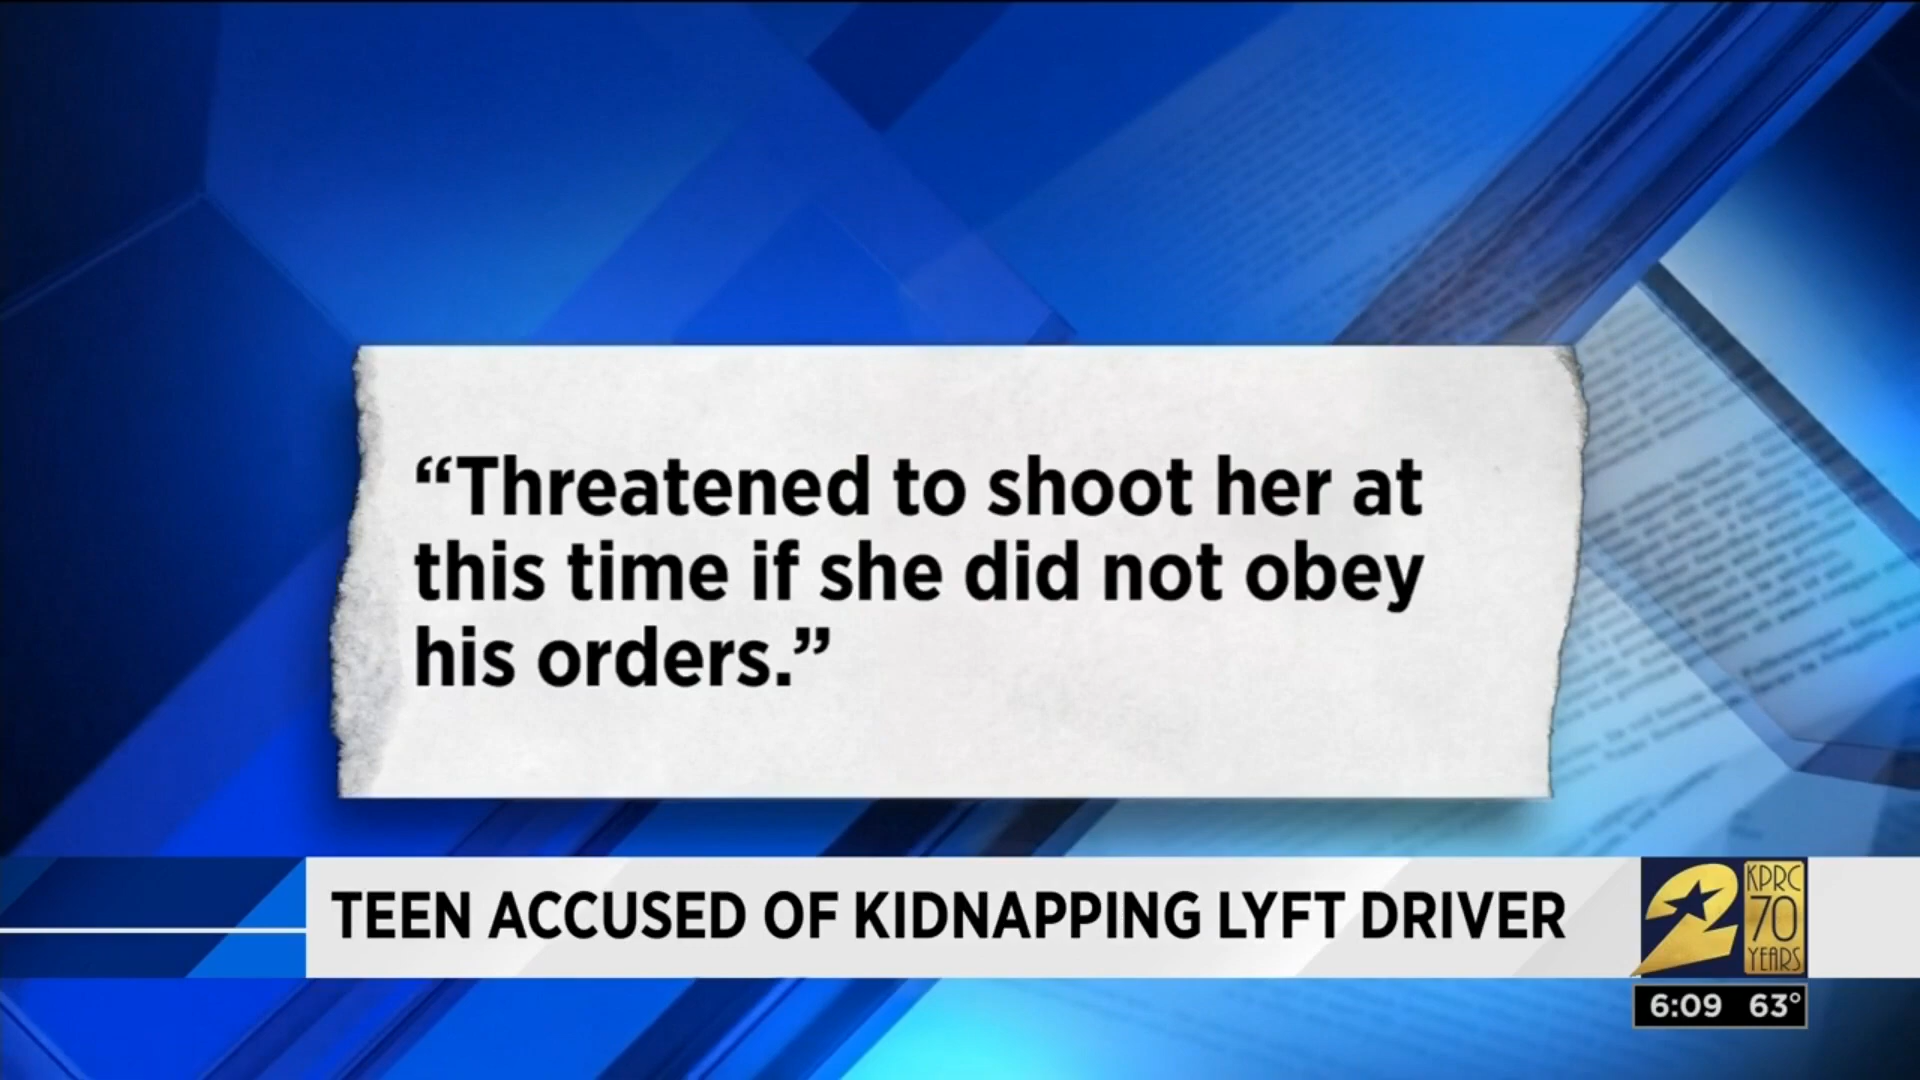 “Threatened to shoot her at
this time if she did not obey
his orders.”
TEEN ACCUSED OF KIDNAPPING LYFT DRIVER
2
KPRC
70
YEARS
6:09 63°